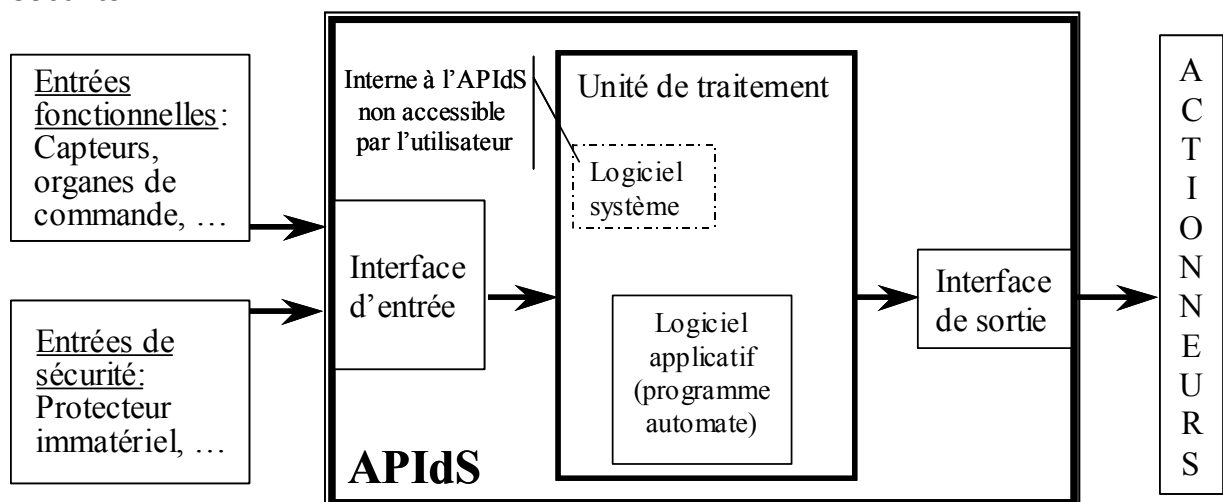 Entrées
fonctionnelles:
Capteurs,
organes de
commande, …
Entrées de
sécurité:
Protecteur
immatériel, …
Interne à l’APIdS
non accessible
par l’utilisateur
Interface
d’entrée
Unité de traitement
Logiciel
système
Logiciel
applicatif
(programme
automate)
APIdS
Interface
de sortie
A
C
T
I
O
N
N
E
U
R
S